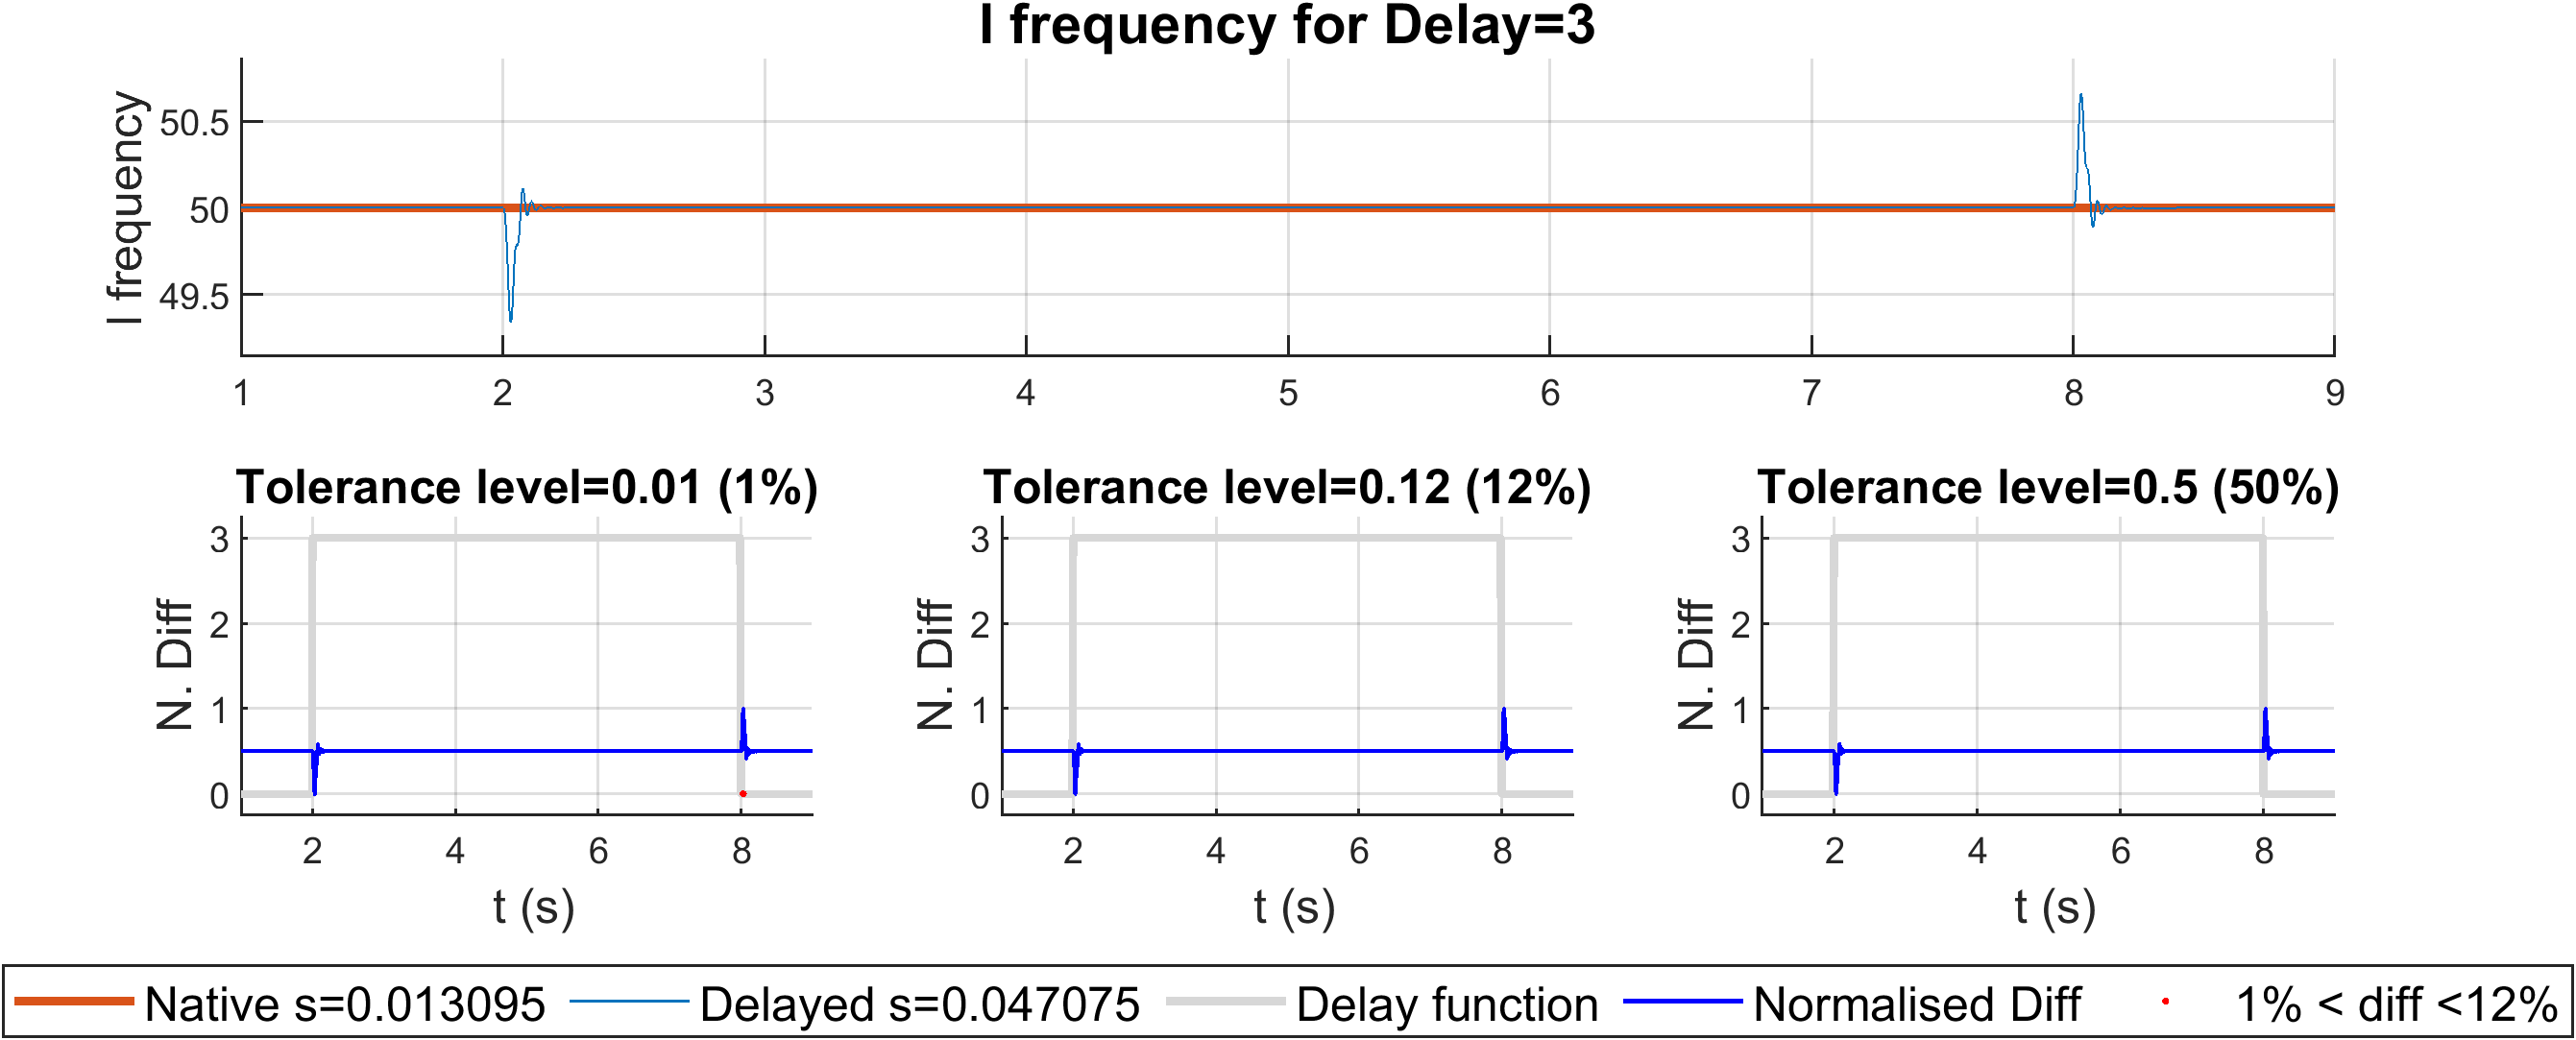 I frequency for Delay=3
I frequency
50.5
50
49.5
1 2 3 4 5 6 7 8 9
Tolerance level=0.01 (1%)
N. Diff
3
2
1
0
2 4 6 8
t (s)
Tolerance level=0.12 (12%)
N. Diff
3
2
1
0
2 4 6 8
t (s)
Tolerance level=0.5 (50%)
N. Diff
3
2
1
0
2 4 6 8
t (s)
Native s=0.013095 Delayed s=0.047075 Delay function Normalised Diff 1% < diff <12%